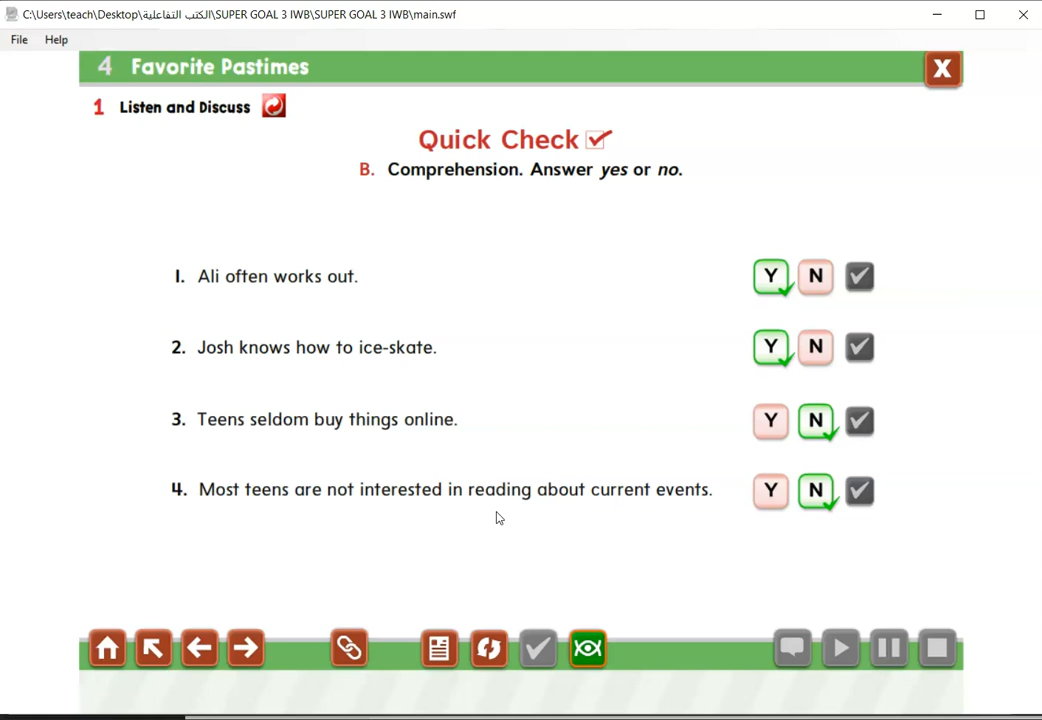 C:\Users\teach\Desktop\الكتب التفاعلية\SUPER GOAL 3 IWB\SUPER GOAL 3 IWB\main.swf
File Help
4 Favorite Pastimes X
1 Listen and Discuss
Quick Check
B. Comprehension. Answer yes or no.
1. Ali often works out. Y N
2. Josh knows how to ice-skate. Y N
3. Teens seldom buy things online. Y N
4. Most teens are not interested in reading about current events. Y N